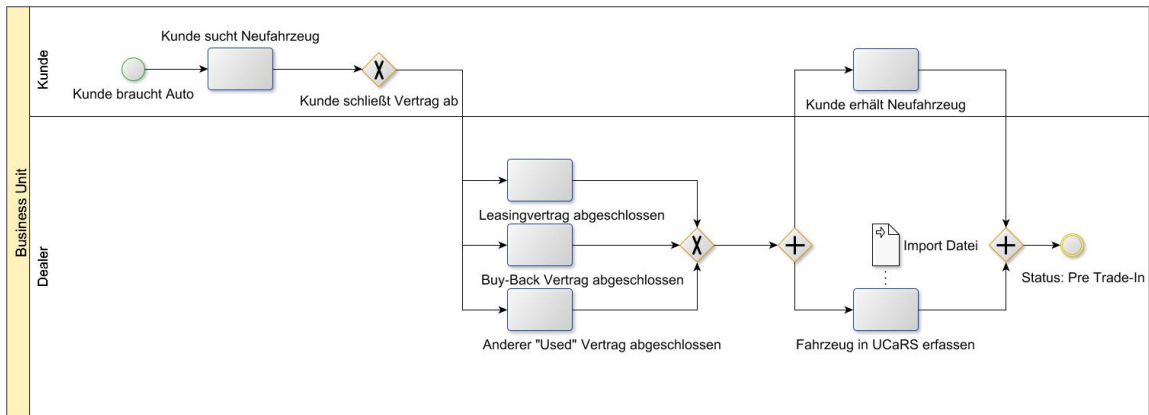 Business Unit
Kunde
Kunde sucht Neufahrzeug
Kunde braucht Auto
Kunde schließt Vertrag ab
Kunde erhält Neufahrzeug
Dealer
Leasingvertrag abgeschlossen
Buy-Back Vertrag abgeschlossen
Anderer "Used" Vertrag abgeschlossen
Import Datei
Fahrzeug in UCaRS erfassen
Status: Pre Trade-In